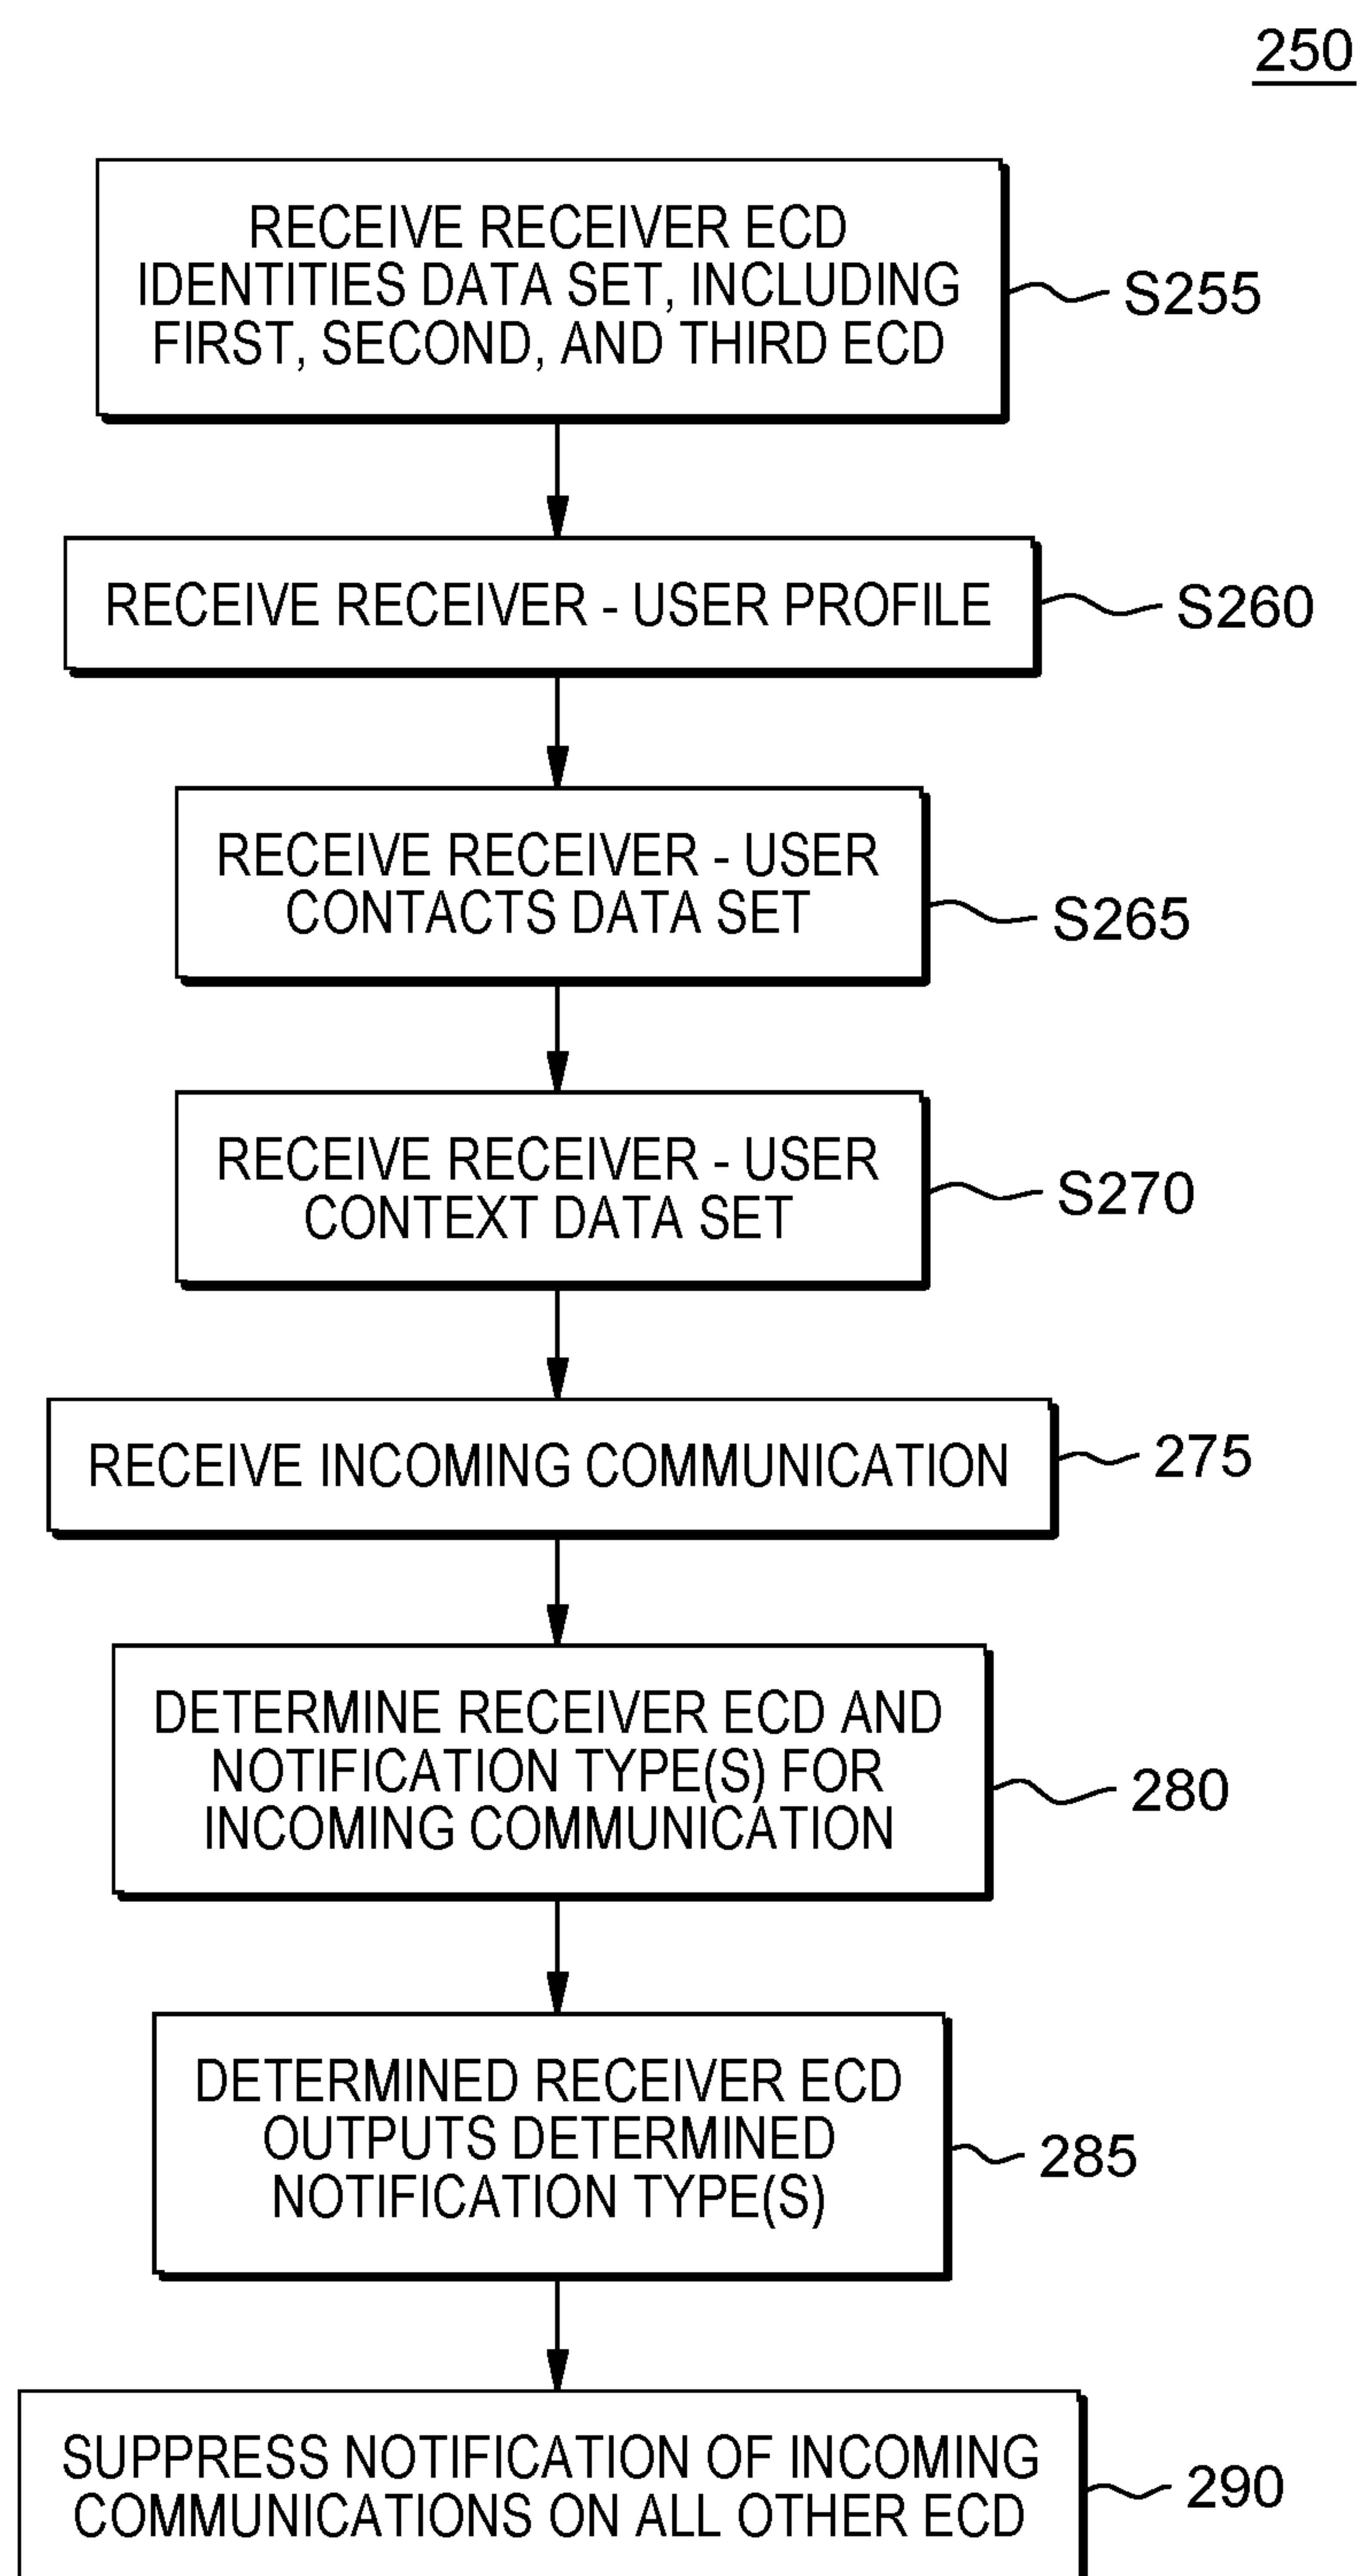 250
RECEIVE RECEIVER ECD
IDENTITIES DATA SET, INCLUDING
FIRST, SECOND, AND THIRD ECD
S255
RECEIVE RECEIVER - USER PROFILE
S260
RECEIVE RECEIVER - USER
CONTACTS DATA SET
S265
RECEIVE RECEIVER - USER
CONTEXT DATA SET
S270
RECEIVE INCOMING COMMUNICATION
275
DETERMINE RECEIVER ECD AND
NOTIFICATION TYPE(S) FOR
INCOMING COMMUNICATION
280
DETERMINED RECEIVER ECD
OUTPUTS DETERMINED
NOTIFICATION TYPE(S)
285
SUPPRESS NOTIFICATION OF INCOMING
COMMUNICATIONS ON ALL OTHER ECD
290